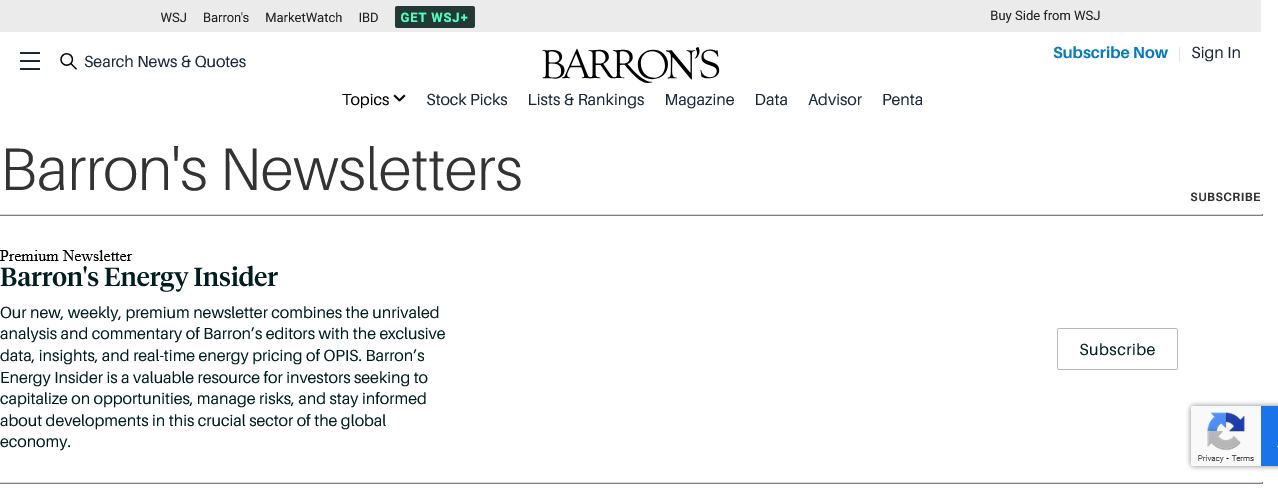 WSJ Barron's MarketWatch IBD GET WSJ+ Buy Side from WSJ
Search News & Quotes BARRON'S Subscribe Now Sign In
Topics Stock Picks Lists & Rankings Magazine Data Advisor Penta
Barron's Newsletters
SUBSCRIBE
Premium Newsletter
Barron's Energy Insider
Our new, weekly, premium newsletter combines the unrivaled
analysis and commentary of Barron’s editors with the exclusive
data, insights, and real-time energy pricing of OPIS. Barron’s
Energy Insider is a valuable resource for investors seeking to
capitalize on opportunities, manage risks, and stay informed
about developments in this crucial sector of the global
economy.
Subscribe
Privacy - Terms